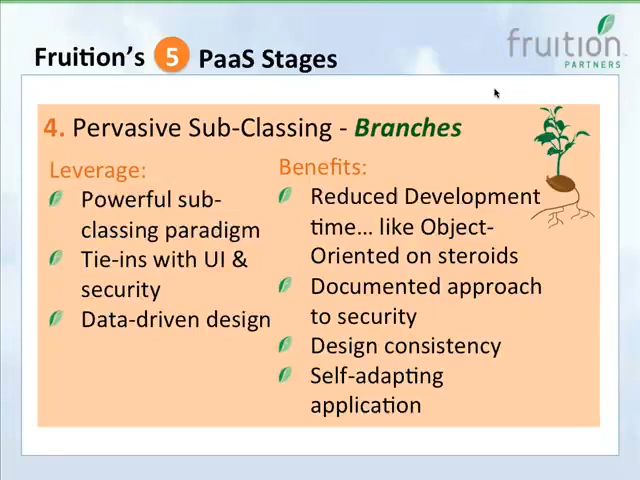 Fruition's 5 PaaS Stages
fruition
PARTNERS
4. Pervasive Sub-Classing - Branches
Leverage:
Powerful sub-
classing paradigm
Tie-ins with UI &
security
Data-driven design
Benefits:
Reduced Development
time... like Object-
Oriented on steroids
Documented approach
to security
Design consistency
Self-adapting
application